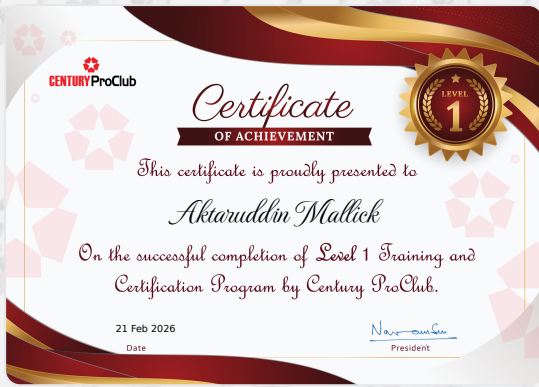 CENTURY ProClub
Certificate
OF ACHIEVEMENT
LEVEL
1
This certificate is proudly presented to
Aktaruddin Mallick
On the successful completion of Level 1 Training and
Certification Program by Century ProClub.
21 Feb 2026
Date
President